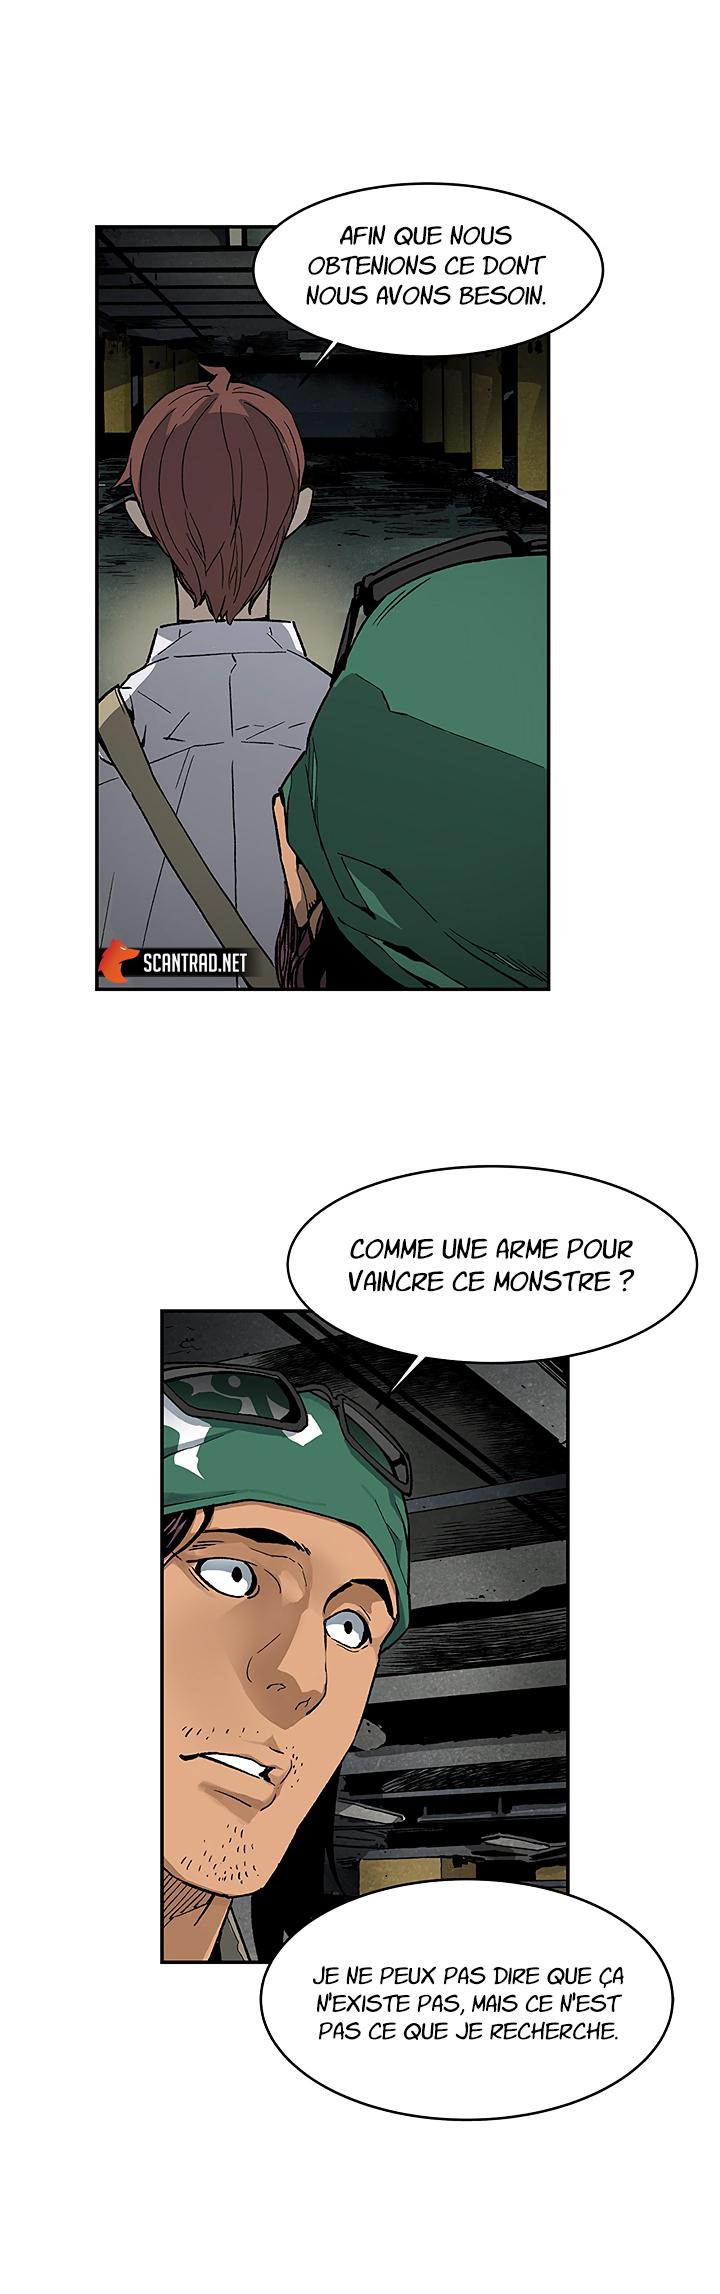 AFIN QUE NOUS
OBTENIONS CE DONT
NOUS AVONS BESOIN.
SCANTRAD.NET
COMME UNE ARME POUR
VAINCRE CE MONSTRE ?
JE NE PEUX PAS DIRE QUE ÇA
N'EXISTE PAS, MAIS CE N'EST
PAS CE QUE JE RECHERCHE.